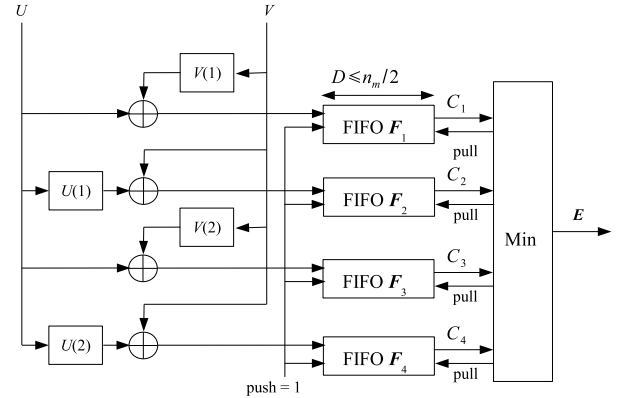 U
V
V(1)
D ≤ n_m/2
FIFO F_1
C_1
pull
U(1)
FIFO F_2
C_2
pull
V(2)
Min
E
FIFO F_3
C_3
pull
U(2)
FIFO F_4
C_4
pull
push = 1